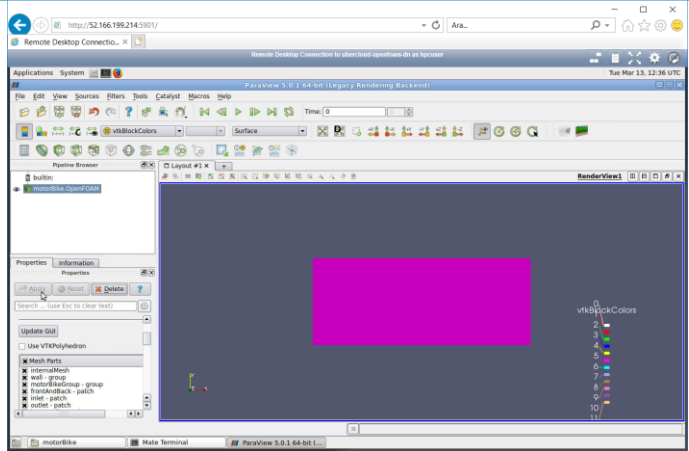 http://52.166.199.214:5901/
Ara...
Remote Desktop Connectio...
Remote Desktop Connection to ubercloud-openfoam-dn as hpcuser
Applications System
Tue Mar 13, 12:36 UTC
ParaView 5.0.1 64-bit (Legacy Rendering Backend)
File Edit View Sources Filters Tools Catalyst Macros Help
Time: 0
vtkBlockColors
Surface
3D
Pipeline Browser
Layout #1
builtin:
motorBike.OpenFOAM
RenderView1
Properties Information
Properties
Apply Reset Delete ?
Search ... (use Esc to clear text)
Update GUI
Use VTKPolyhedron
Mesh Parts
internalMesh
wall - group
motorBikeGroup - group
frontAndBack - patch
inlet - patch
outlet - patch
vtkBlockColors
0
2
3
4
5
6
7
8
9
10
11
motorBike
Mate Terminal
ParaView 5.0.1 64-bit (...